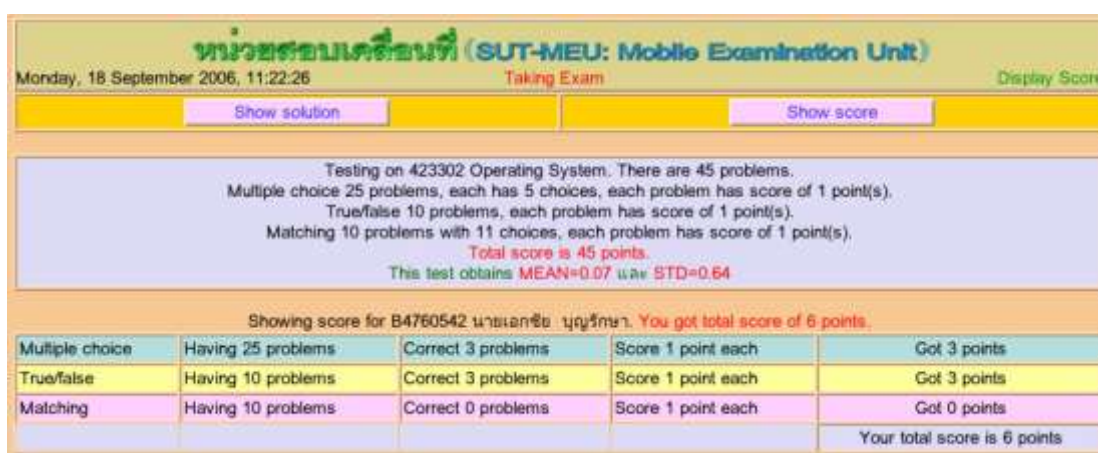 หน่วยสอบเคลื่อนที่ (SUT-MEU: Mobile Examination Unit)
Monday, 18 September 2006, 11:22:26 Taking Exam Display Score
Show solution Show score
Testing on 423302 Operating System. There are 45 problems.
Multiple choice 25 problems, each has 5 choices, each problem has score of 1 point(s).
True/false 10 problems, each problem has score of 1 point(s).
Matching 10 problems with 11 choices, each problem has score of 1 point(s).
Total score is 45 points.
This test obtains MEAN=0.07 และ STD=0.64
Showing score for B4760542 นายเอกชัย บุญรักษา. You got total score of 6 points.
Multiple choice Having 25 problems Correct 3 problems Score 1 point each Got 3 points
True/false Having 10 problems Correct 3 problems Score 1 point each Got 3 points
Matching Having 10 problems Correct 0 problems Score 1 point each Got 0 points
Your total score is 6 points